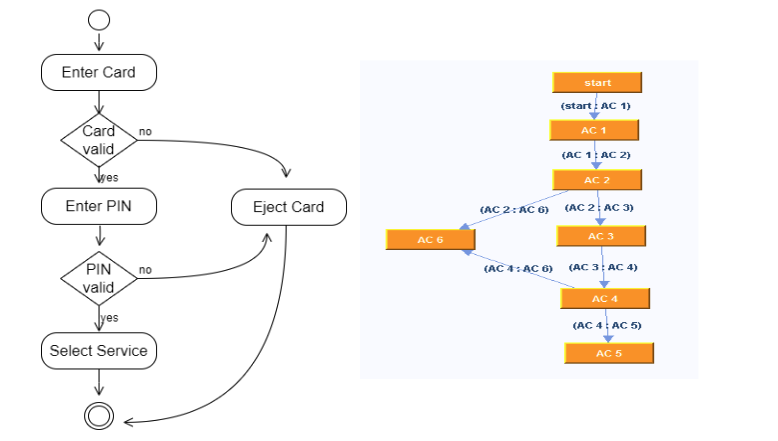 Enter Card
Card
valid
no
yes
Enter PIN
Eject Card
PIN
valid
no
yes
Select Service
start
(start : AC 1)
AC 1
(AC 1 : AC 2)
AC 2
(AC 2 : AC 6)
(AC 2 : AC 3)
AC 6
AC 3
(AC 4 : AC 6)
(AC 3 : AC 4)
AC 4
(AC 4 : AC 5)
AC 5